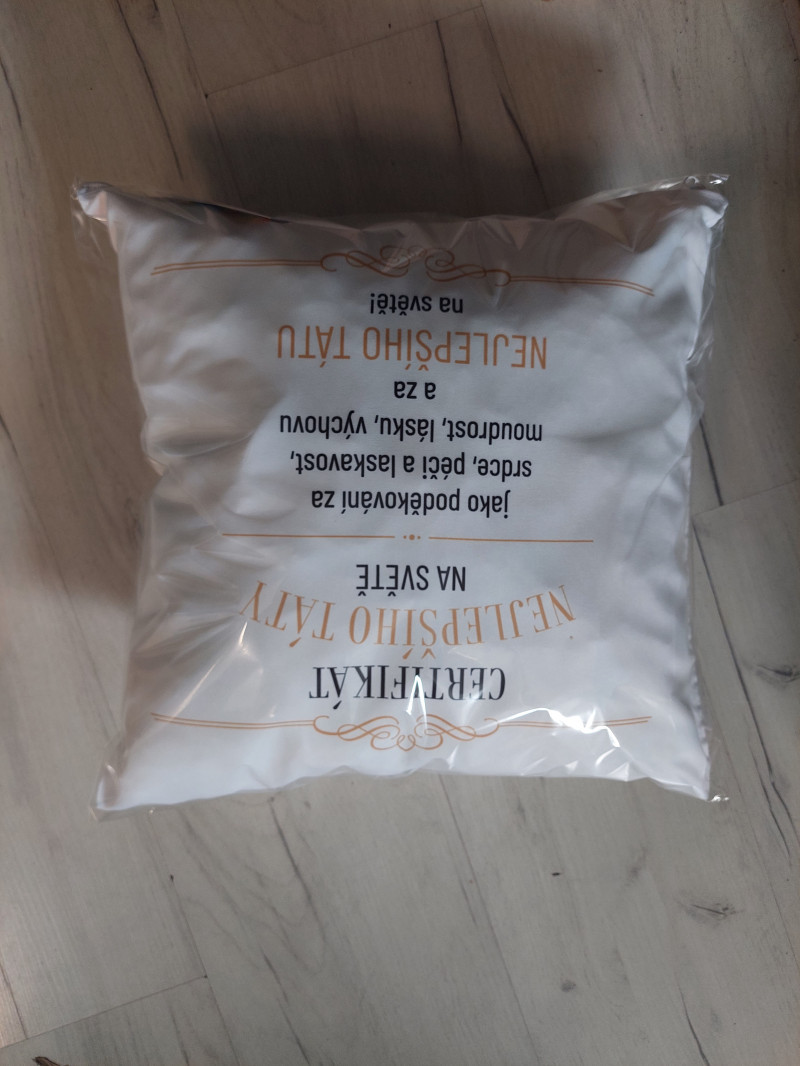 CERTIFIKÁT
NEJLEPŠÍHO TÁTY
NA SVĚTĚ
jako poděkování za
srdce, péči a laskavost,
moudrost, lásku, výchovu
a za
NEJLEPŠÍHO TÁTU
na světě!